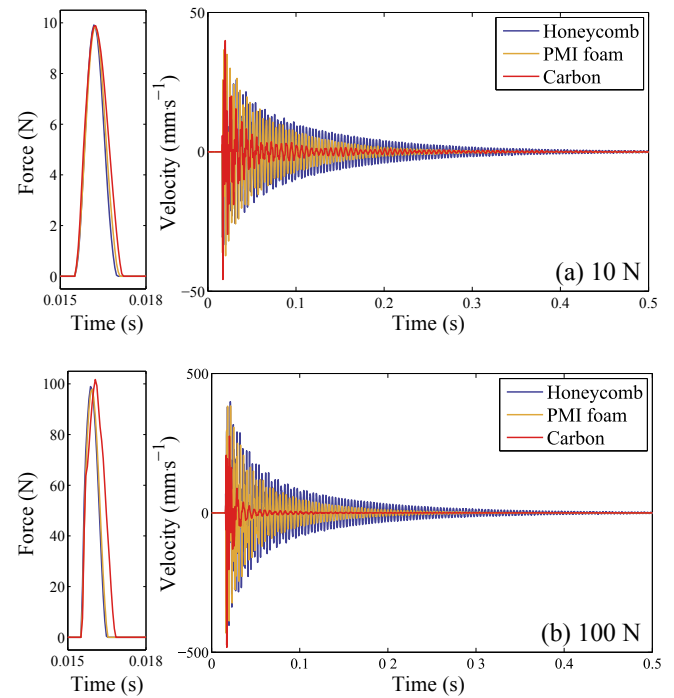 10
8
6
4
2
0
Force (N)
0.015
0.018
Time (s)
50
0
−50
Velocity (mm·s⁻¹)
Honeycomb
PMI foam
Carbon
(a) 10 N
0
0.1
0.2
0.3
0.4
0.5
Time (s)
100
80
60
40
20
0
Force (N)
0.015
0.018
Time (s)
500
0
−500
Velocity (mm·s⁻¹)
Honeycomb
PMI foam
Carbon
(b) 100 N
0
0.1
0.2
0.3
0 4
0.5
Time (s)